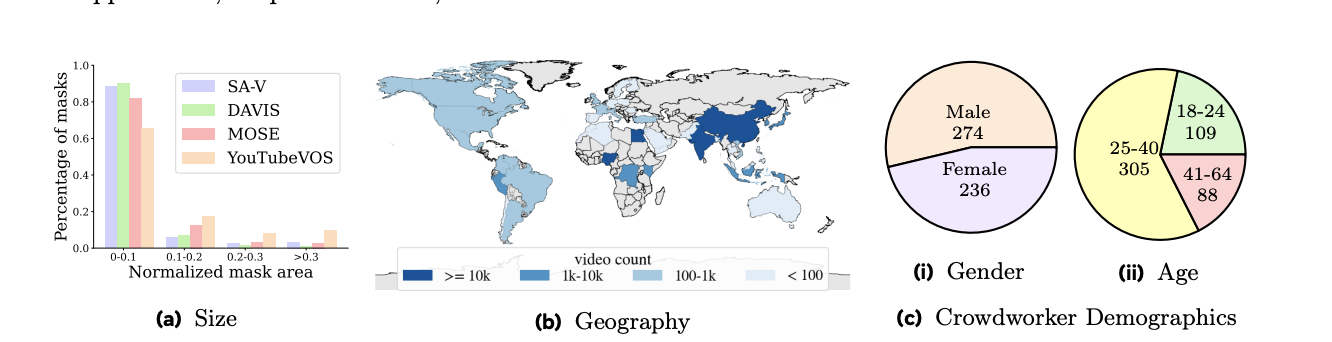 1.0
0.8
0.6
0.4
0.2
0.0
Percentage of masks
SA-V
DAVIS
MOSE
YouTubeVOS
0-0.1 0.1-0.2 0.2-0.3 >0.3
Normalized mask area
(a) Size
video count
>= 10k 1k-10k 100-1k < 100
(b) Geography
Male
274
Female
236
(i) Gender
18-24
109
25-40
305
41-64
88
(ii) Age
(c) Crowdworker Demographics